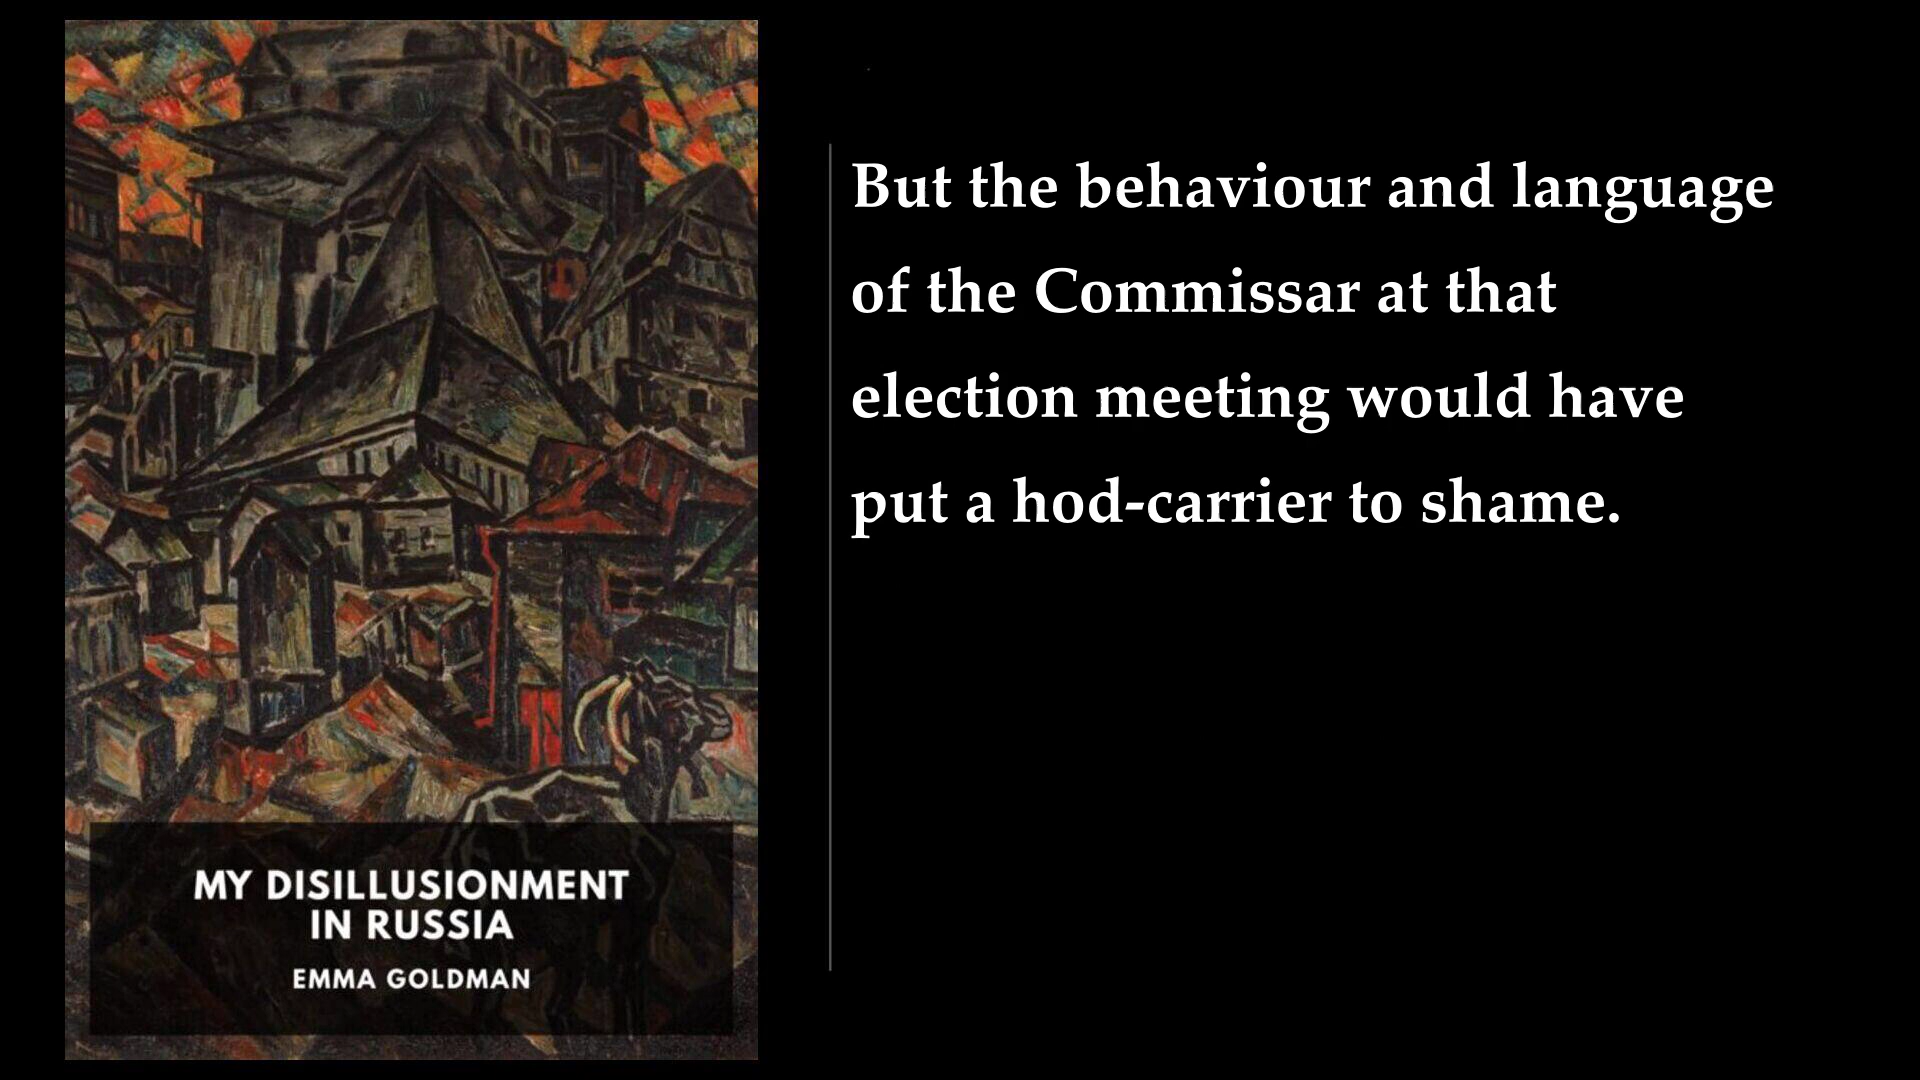 MY DISILLUSIONMENT
IN RUSSIA
EMMA GOLDMAN
But the behaviour and language
of the Commissar at that
election meeting would have
put a hod-carrier to shame.